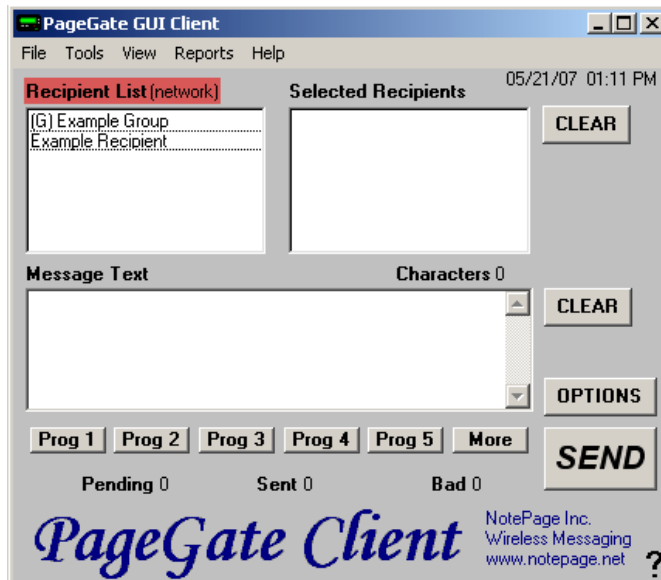 PageGate GUI Client
File Tools View Reports Help
05/21/07 01:11 PM
Recipient List (network)
Selected Recipients
(G) Example Group
Example Recipient
CLEAR
Message Text
Characters 0
CLEAR
OPTIONS
Prog 1 Prog 2 Prog 3 Prog 4 Prog 5 More
SEND
Pending 0 Sent 0 Bad 0
PageGate Client
NotePage Inc.
Wireless Messaging
www.notepage.net
?